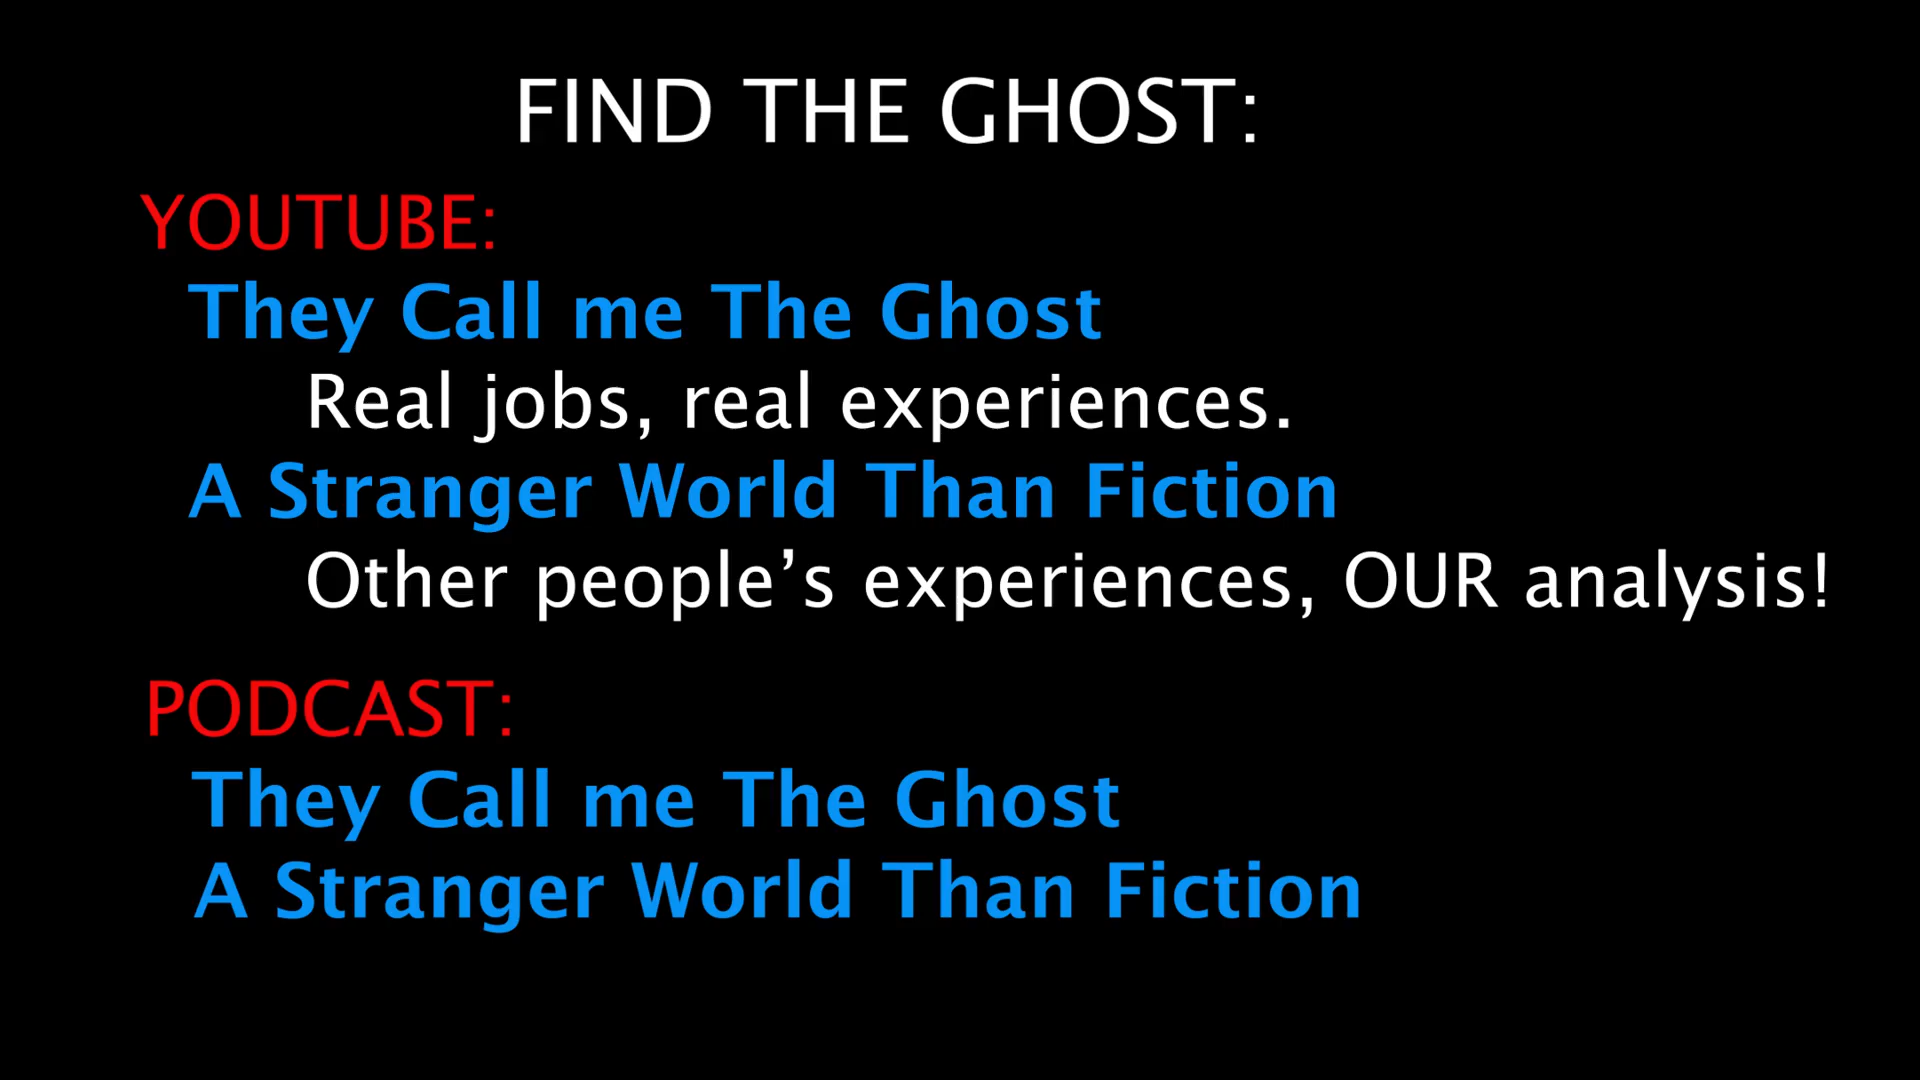 FIND THE GHOST:
YOUTUBE:
They Call me The Ghost
Real jobs, real experiences.
A Stranger World Than Fiction
Other people’s experiences, OUR analysis!
PODCAST:
They Call me The Ghost
A Stranger World Than Fiction